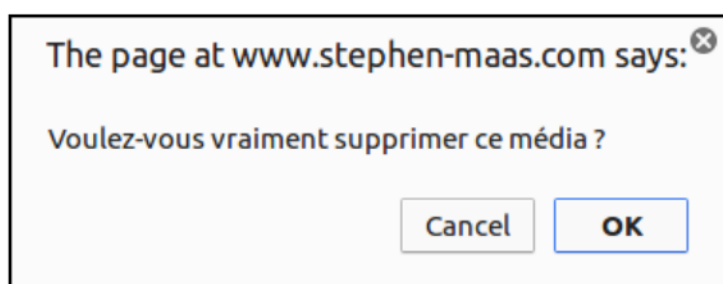 The page at www.stephen-maas.com says:
Voulez-vous vraiment supprimer ce média ?
Cancel OK